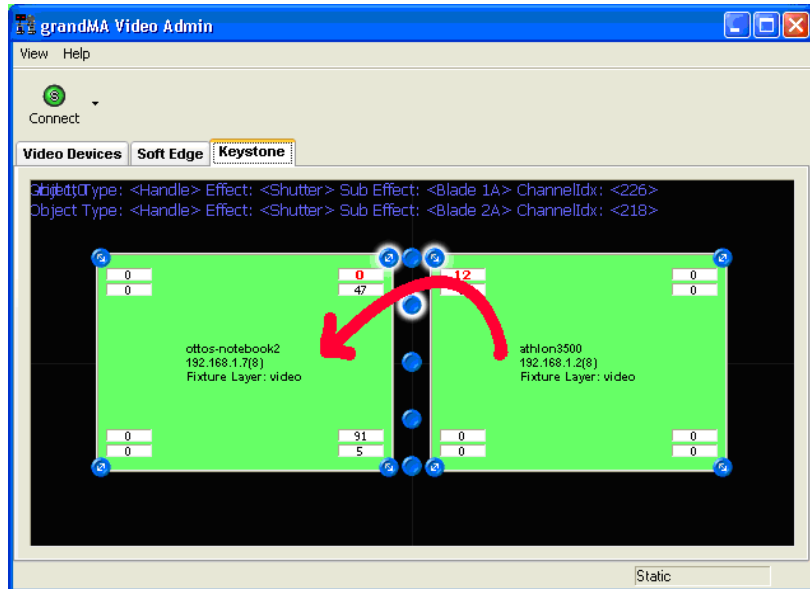 grandMA Video Admin
View Help
Connect
Video Devices Soft Edge Keystone
Object Type: <Handle> Effect: <Shutter> Sub Effect: <Blade 1A> ChannelIdx: <226>
Object Type: <Handle> Effect: <Shutter> Sub Effect: <Blade 2A> ChannelIdx: <218>
0 0 12 0
0 47 0
ottos-notebook2
192.168.1.7(8)
Fixture Layer: video
athlon3500
192.168.1.2(8)
Fixture Layer: video
0 91 0 0
0 5 0 0
Static